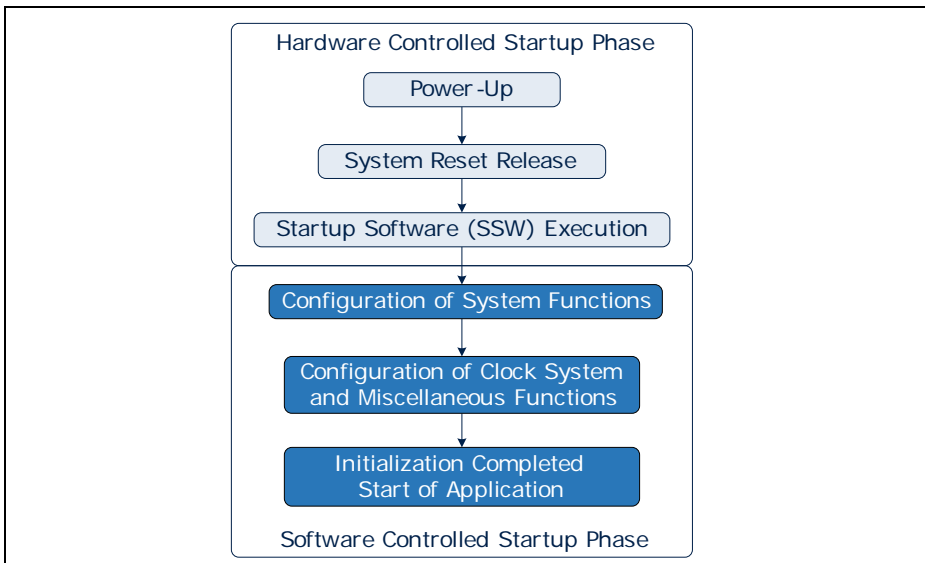 Hardware Controlled Startup Phase
Power-Up
System Reset Release
Startup Software (SSW) Execution
Configuration of System Functions
Configuration of Clock System
and Miscellaneous Functions
Initialization Completed
Start of Application
Software Controlled Startup Phase